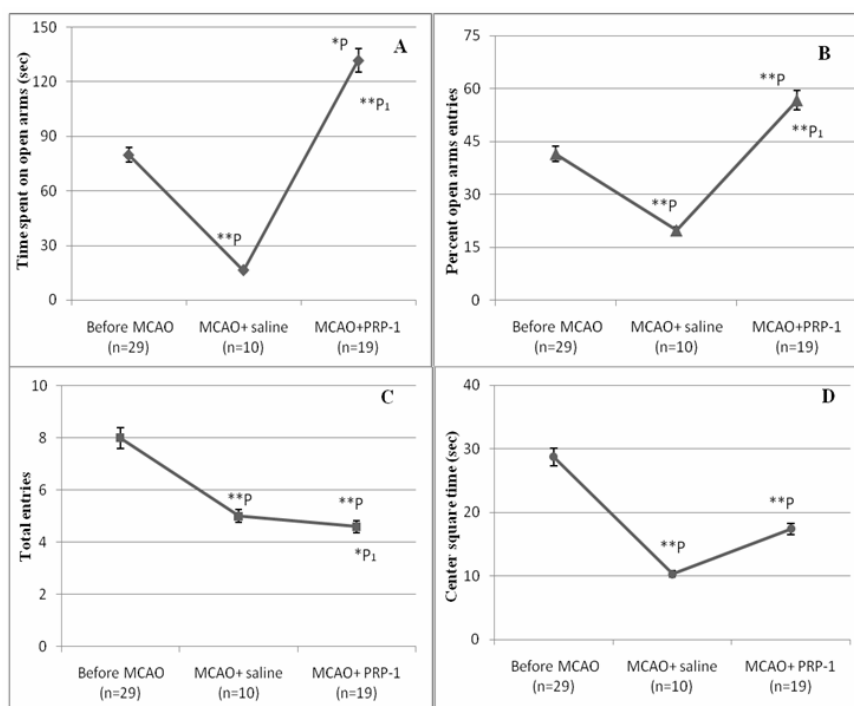 A
Time spent on open arms (sec)
150
120
90
60
30
0
*P
**P₁
**P
Before MCAO
(n=29)
MCAO+ saline
(n=10)
MCAO+PRP-1
(n=19)
B
Percent open arms entries
75
60
45
30
15
0
**P
**P₁
**P
Before MCAO
(n=29)
MCAO+ saline
(n=10)
MCAO+PRP-1
(n=19)
C
Total entries
10
8
6
4
2
0
**P
**P
*P₁
Before MCAO
(n=29)
MCAO+ saline
(n=10)
MCAO+ PRP-1
(n=19)
D
Center square time (sec)
40
30
20
10
0
**P
**P
Before MCAO
(n=29)
MCAO+ saline
(n=10)
MCAO+ PRP-1
(n=19)